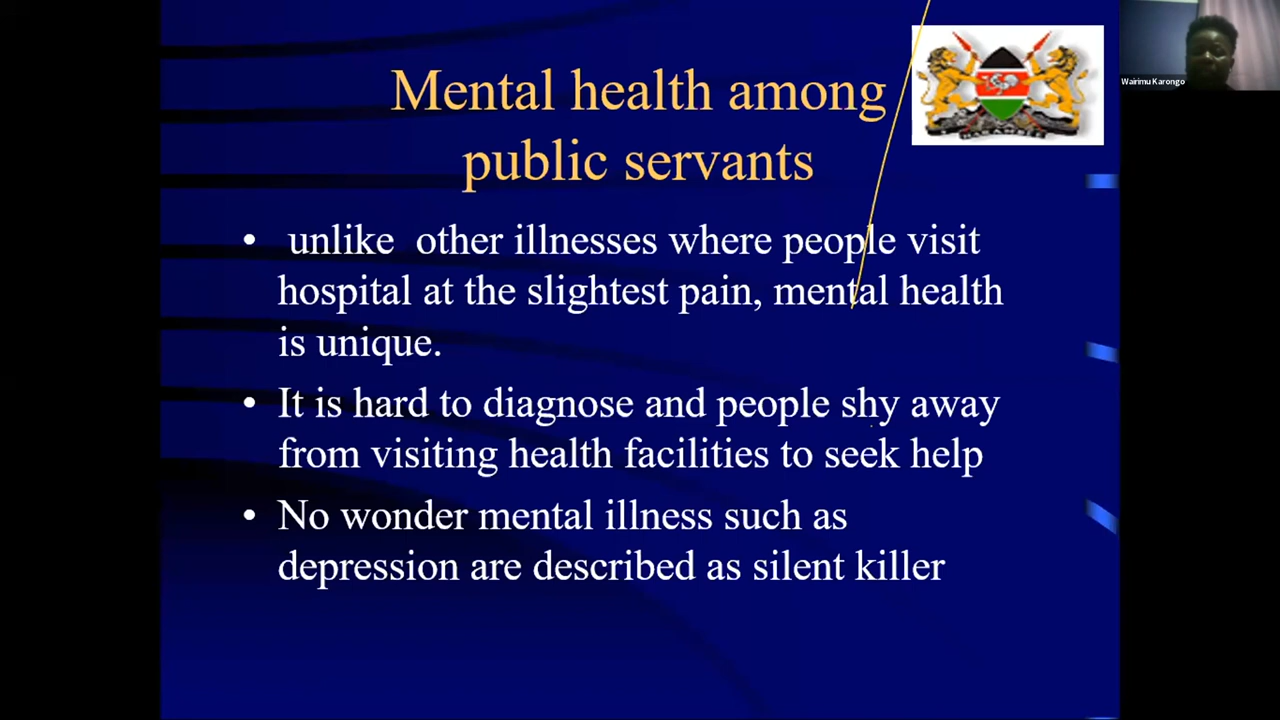 Mental health among
public servants
Wairimu Karongo
• unlike other illnesses where people visit
hospital at the slightest pain, mental health
is unique.
• It is hard to diagnose and people shy away
from visiting health facilities to seek help
• No wonder mental illness such as
depression are described as silent killer